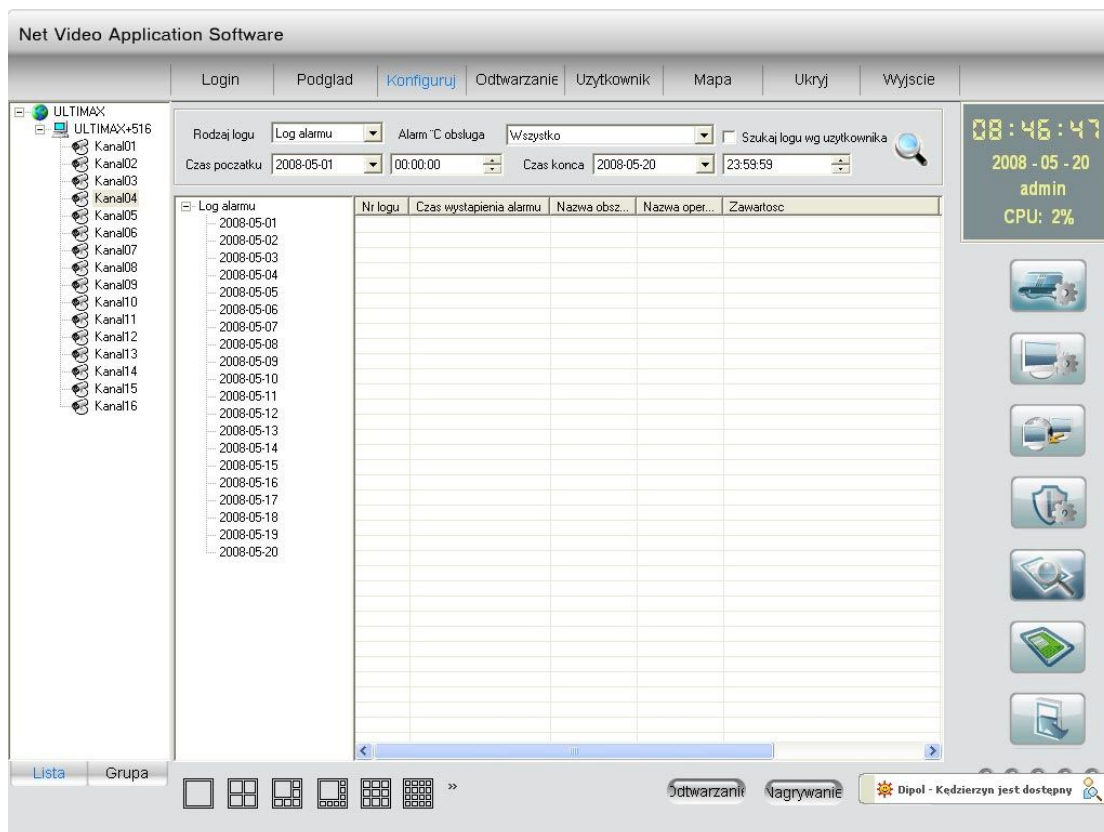 Net Video Application Software
Login Podglad Konfiguruj Odtwarzanie Uzytkownik Mapa Ukryj Wyjscie
ULTIMAX
ULTIMAX+516
Kanal01
Kanal02
Kanal03
Kanal04
Kanal05
Kanal06
Kanal07
Kanal08
Kanal09
Kanal10
Kanal11
Kanal12
Kanal13
Kanal14
Kanal15
Kanal16
Lista Grupa
Rodzaj logu Log alarmu Alarm ¨C obsluga Wszystko Szukaj logu wg uzytkownika
Czas poczatku 2008-05-01 00:00:00 Czas konca 2008-05-20 23:59:59
Log alarmu
2008-05-01
2008-05-02
2008-05-03
2008-05-04
2008-05-05
2008-05-06
2008-05-07
2008-05-08
2008-05-09
2008-05-10
2008-05-11
2008-05-12
2008-05-13
2008-05-14
2008-05-15
2008-05-16
2008-05-17
2008-05-18
2008-05-19
2008-05-20
Nr logu Czas wystapienia alarmu Nazwa obsz... Nazwa oper... Zawartosc
08:46:47
2008 - 05 - 20
admin
CPU: 2%
» Odtwarzanie Nagrywanie Dipol - Kędzierzyn jest dostępny